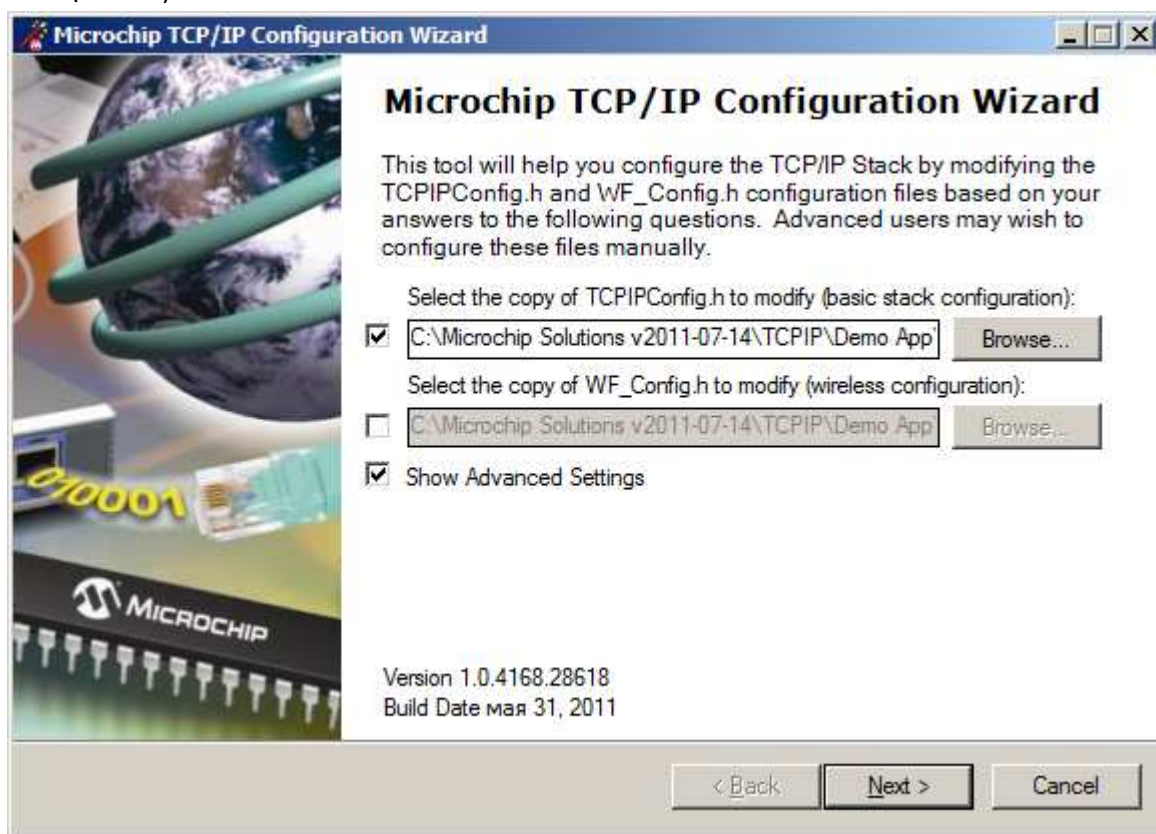 Microchip TCP/IP Configuration Wizard
Microchip TCP/IP Configuration Wizard
This tool will help you configure the TCP/IP Stack by modifying the
TCPIPConfig.h and WF_Config.h configuration files based on your
answers to the following questions. Advanced users may wish to
configure these files manually.
Select the copy of TCPIPConfig.h to modify (basic stack configuration):
C:\Microchip Solutions v2011-07-14\TCPIP\Demo App
Browse...
Select the copy of WF_Config.h to modify (wireless configuration):
C:\Microchip Solutions v2011-07-14\TCPIP\Demo App
Browse...
Show Advanced Settings
010001
MICROCHIP
Version 1.0.4168.28618
Build Date мая 31, 2011
< Back
Next >
Cancel